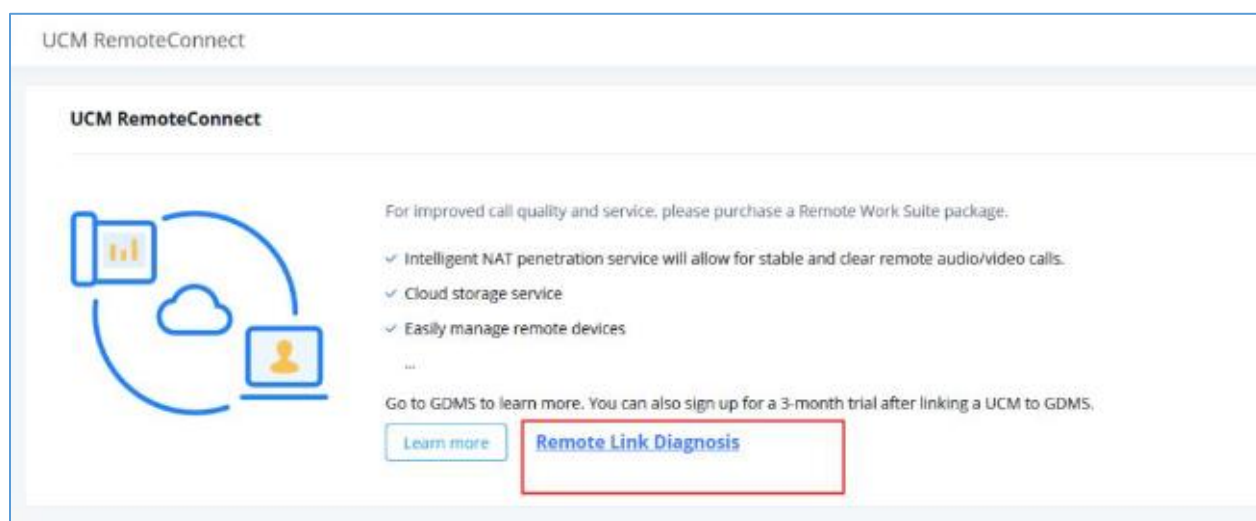 UCM RemoteConnect
UCM RemoteConnect
For improved call quality and service, please purchase a Remote Work Suite package.
✓ Intelligent NAT penetration service will allow for stable and clear remote audio/video calls.
✓ Cloud storage service
✓ Easily manage remote devices
...
Go to GDMS to learn more. You can also sign up for a 3-month trial after linking a UCM to GDMS.
Learn more Remote Link Diagnosis